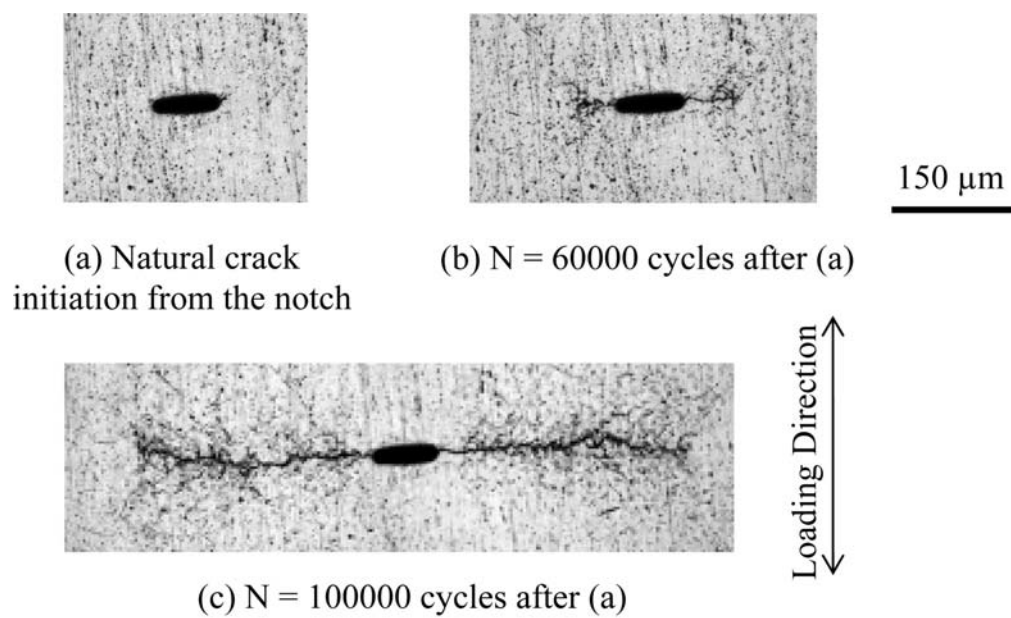 150 µm
(a) Natural crack
initiation from the notch
(b) N = 60000 cycles after (a)
Loading Direction
(c) N = 100000 cycles after (a)